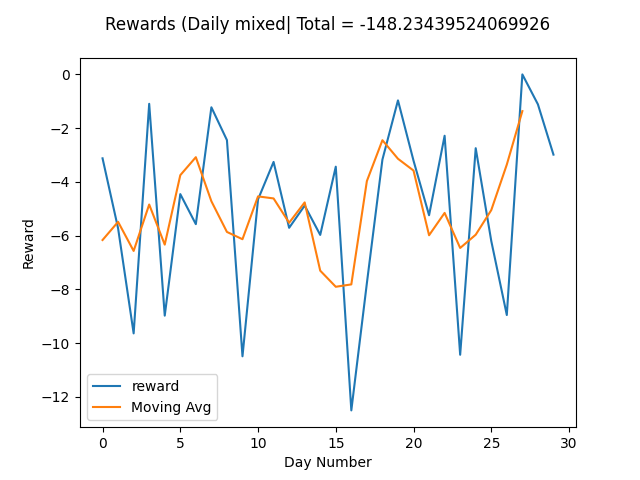 Rewards (Daily mixed| Total = -148.23439524069926
0
−2
−4
−6
−8
−10
−12
Reward
reward
Moving Avg
0 5 10 15 20 25 30
Day Number